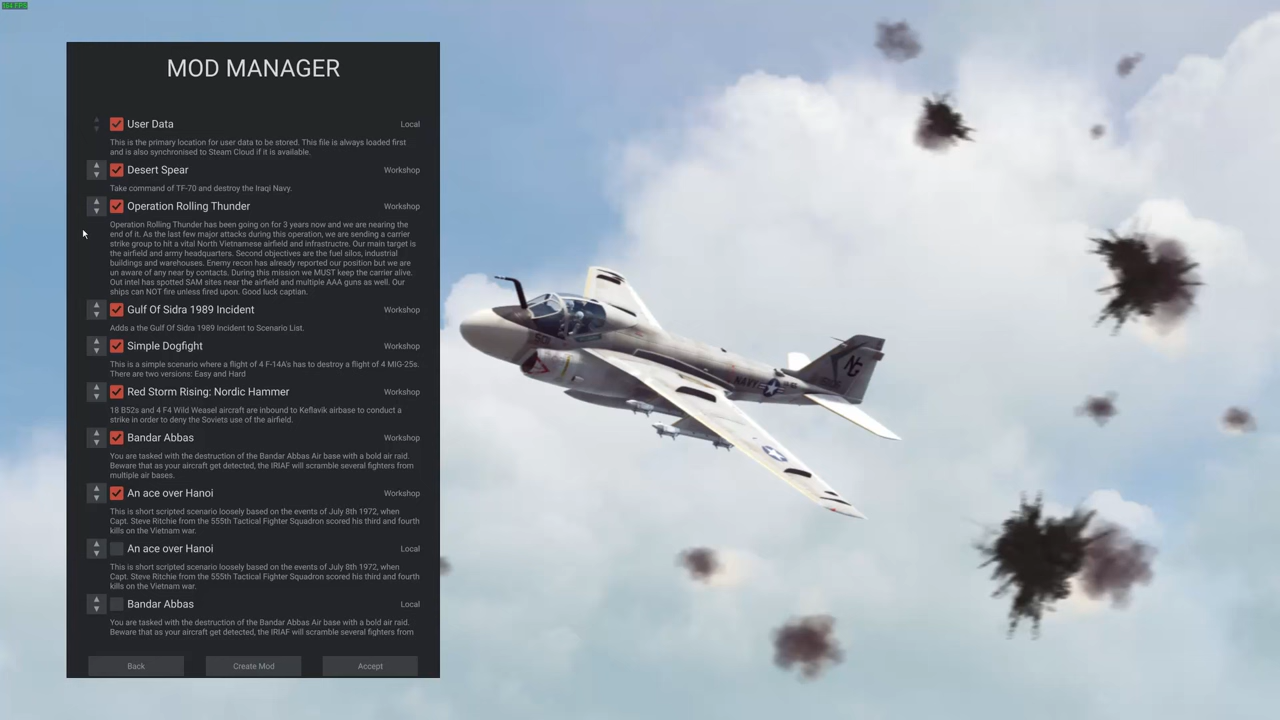 MOD MANAGER
User Data Local
This is the primary location for user data to be stored. This file is always loaded first
and is also synchronised to Steam Cloud if it is available.
Desert Spear Workshop
Take command of TF-70 and destroy the Iraqi Navy.
Operation Rolling Thunder Workshop
Operation Rolling Thunder has been going on for 3 years now and we are nearing the
end of it. As the last few major attacks during this operation, we are sending a carrier
strike group to hit a vital North Vietnamese airfield and infrastructre. Our main target is
the airfield and army headquarters. Second objectives are the fuel silos, industrial
buildings and warehouses. Enemy recon has already reported our position but we are
un aware of any near by contacts. During this mission we MUST keep the carrier alive.
Out intel has spotted SAM sites near the airfield and multiple AAA guns as well. Our
ships can NOT fire unless fired upon. Good luck captian.
Gulf Of Sidra 1989 Incident Workshop
Adds a the Gulf Of Sidra 1989 Incident to Scenario List.
Simple Dogfight Workshop
This is a simple scenario where a flight of 4 F-14A's has to destroy a flight of 4 MIG-25s.
There are two versions: Easy and Hard
Red Storm Rising: Nordic Hammer Workshop
18 B52s and 4 F4 Wild Weasel aircraft are inbound to Keflavik airbase to conduct a
strike in order to deny the Soviets use of the airfield.
Bandar Abbas Workshop
You are tasked with the destruction of the Bandar Abbas Air base with a bold air raid.
Beware that as your aircraft get detected, the IRIAF will scramble several fighters from
multiple air bases.
An ace over Hanoi Workshop
This is short scripted scenario loosely based on the events of July 8th 1972, when
Capt. Steve Ritchie from the 555th Tactical Fighter Squadron scored his third and fourth
kills on the Vietnam war.
An ace over Hanoi Local
This is short scripted scenario loosely based on the events of July 8th 1972, when
Capt. Steve Ritchie from the 555th Tactical Fighter Squadron scored his third and fourth
kills on the Vietnam war.
Bandar Abbas Local
You are tasked with the destruction of the Bandar Abbas Air base with a bold air raid.
Beware that as your aircraft get detected, the IRIAF will scramble several fighters from
Back Create Mod Accept
NAVY
NG